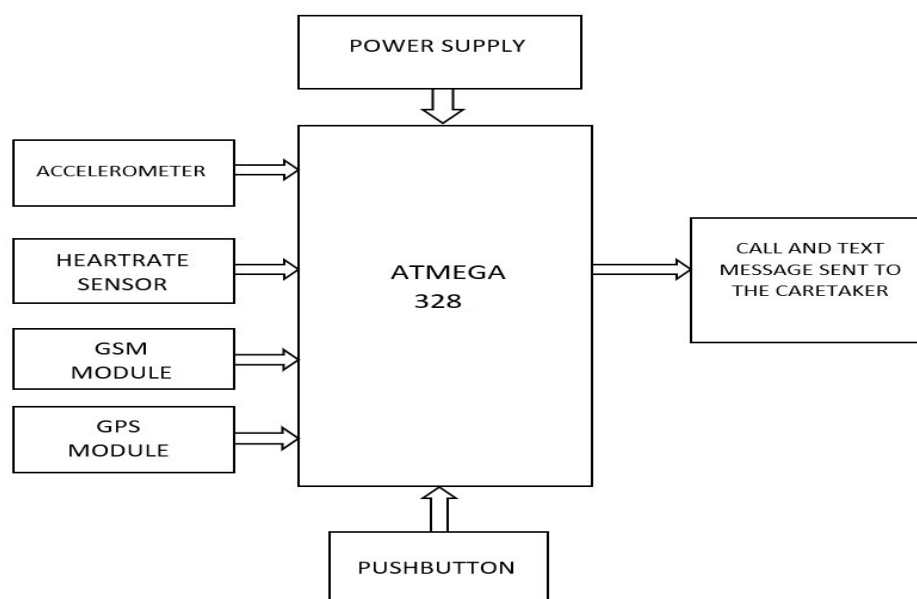 POWER SUPPLY
ACCELEROMETER
HEARTRATE
SENSOR
GSM
MODULE
GPS
MODULE
ATMEGA
328
CALL AND TEXT
MESSAGE SENT TO
THE CARETAKER
PUSHBUTTON